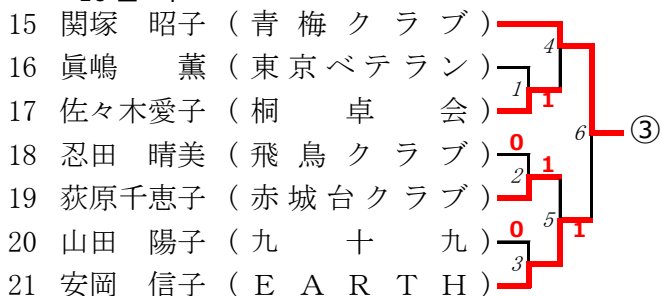 15 関塚 昭子 (青梅クラブ)
4
16 眞嶋 薫 (東京ベテラン)
1
17 佐々木愛子 (桐卓会)
1
6
③
18 忍田 晴美 (飛鳥クラブ)
0
2
1
19 荻原千恵子 (赤城台クラブ)
5
1
20 山田 陽子 (九十九)
0
3
21 安岡 信子 (EARTH)